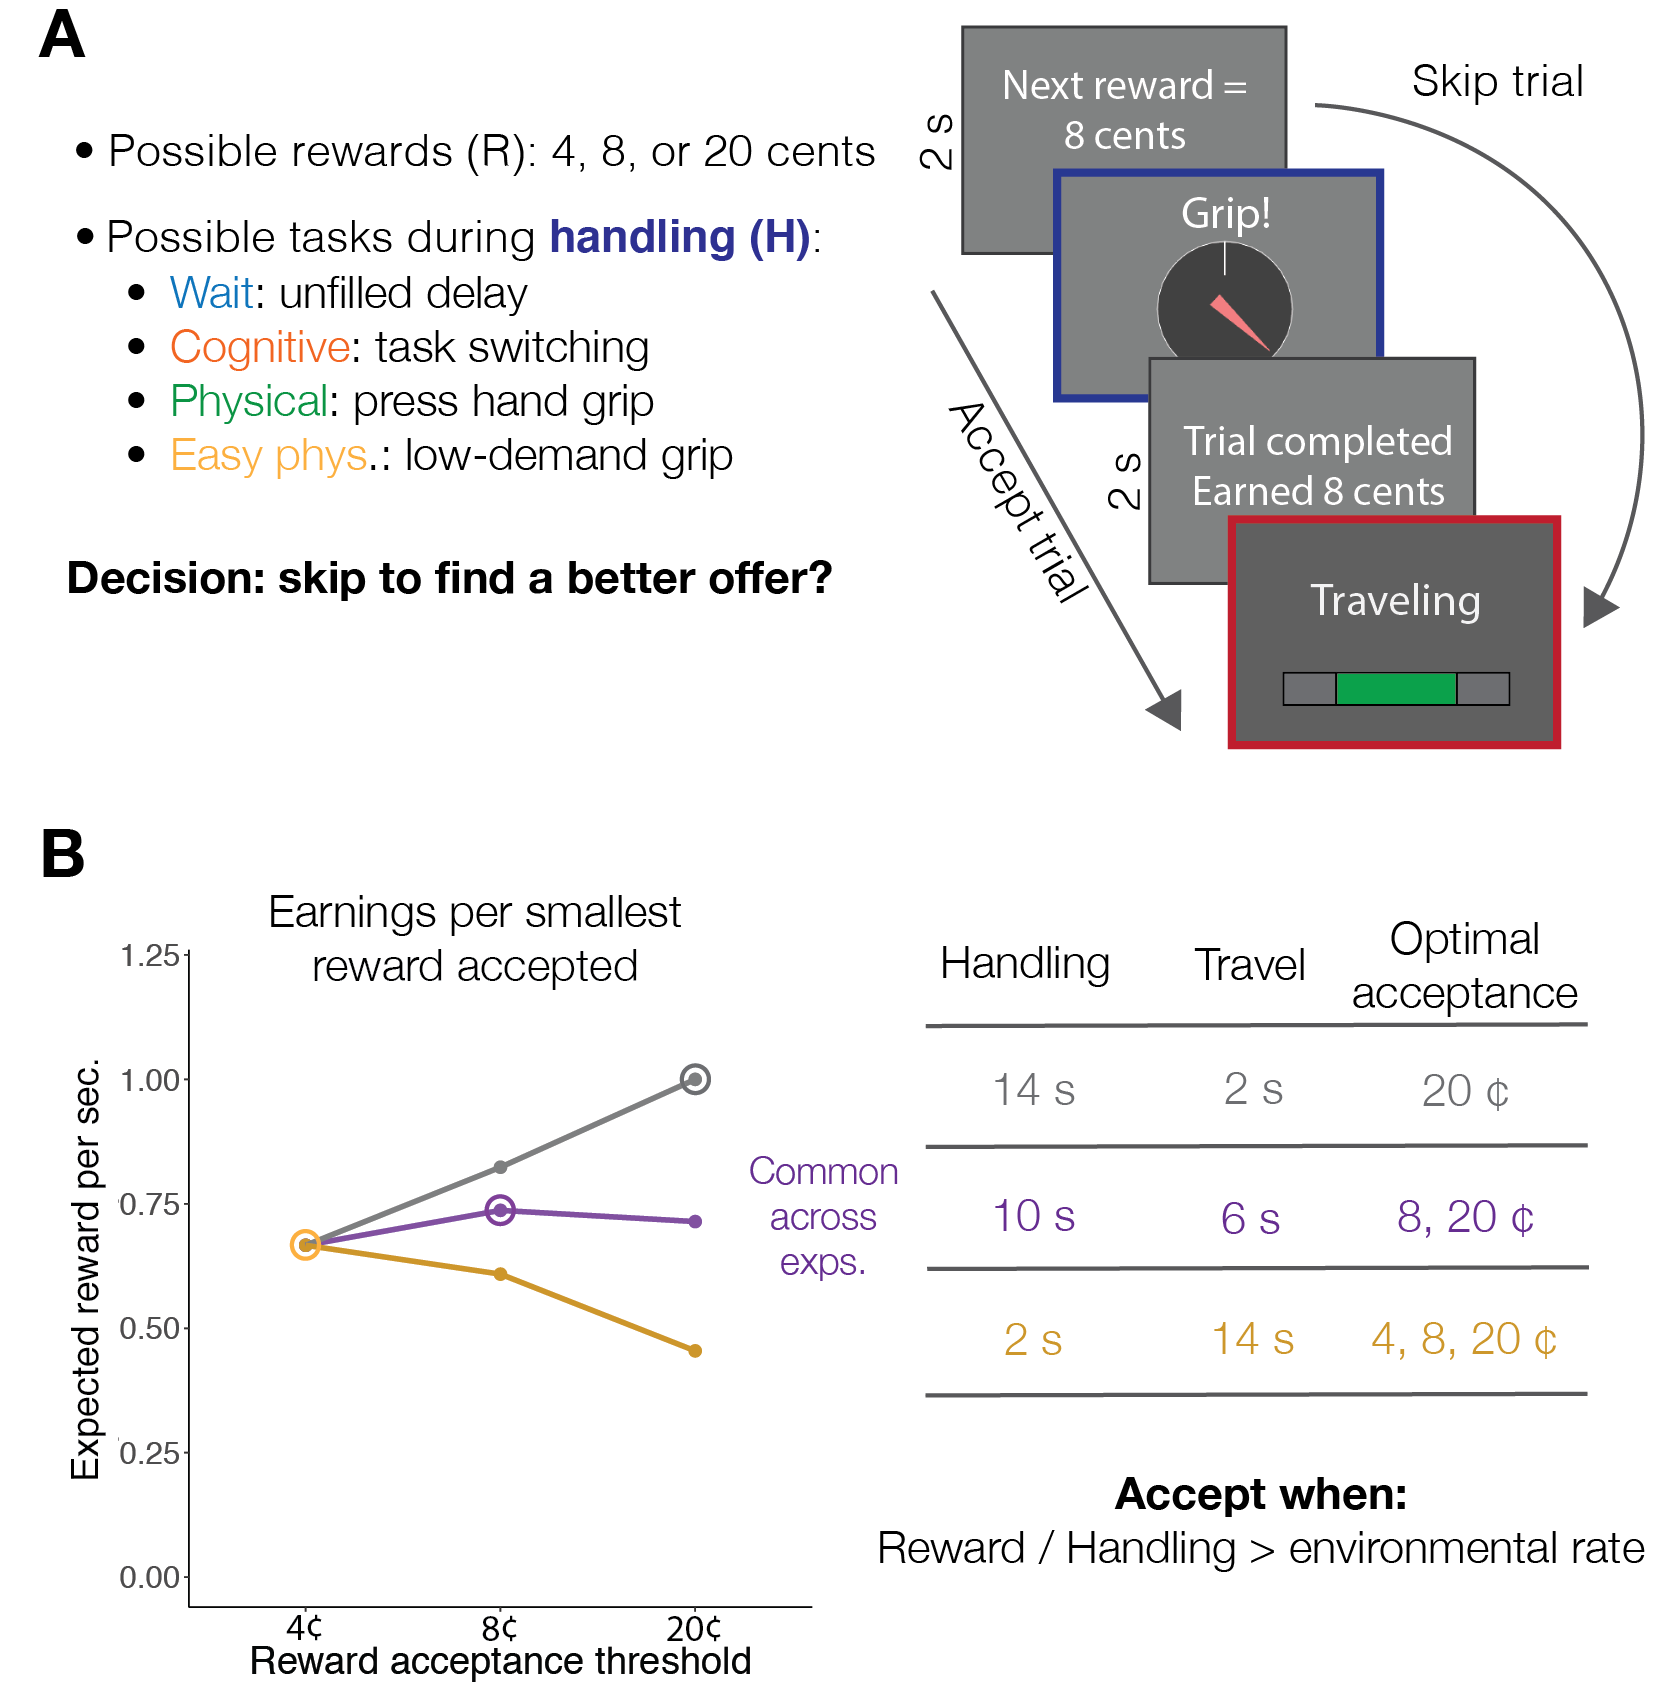 A
• Possible rewards (R): 4, 8, or 20 cents
• Possible tasks during handling (H):
• Wait: unfilled delay
• Cognitive: task switching
• Physical: press hand grip
• Easy phys.: low-demand grip
Decision: skip to find a better offer?
2 s
Next reward =
8 cents
Skip trial
Grip!
Accept trial
2 s
Trial completed
Earned 8 cents
Traveling
B
Earnings per smallest
reward accepted
Expected reward per sec.
1.25
1.00
0.75
0.50
0.25
0.00
4¢ 8¢ 20¢
Reward acceptance threshold
Common
across
exps.
Handling Travel Optimal
acceptance
14 s 2 s 20 ¢
10 s 6 s 8, 20 ¢
2 s 14 s 4, 8, 20 ¢
Accept when:
Reward / Handling > environmental rate